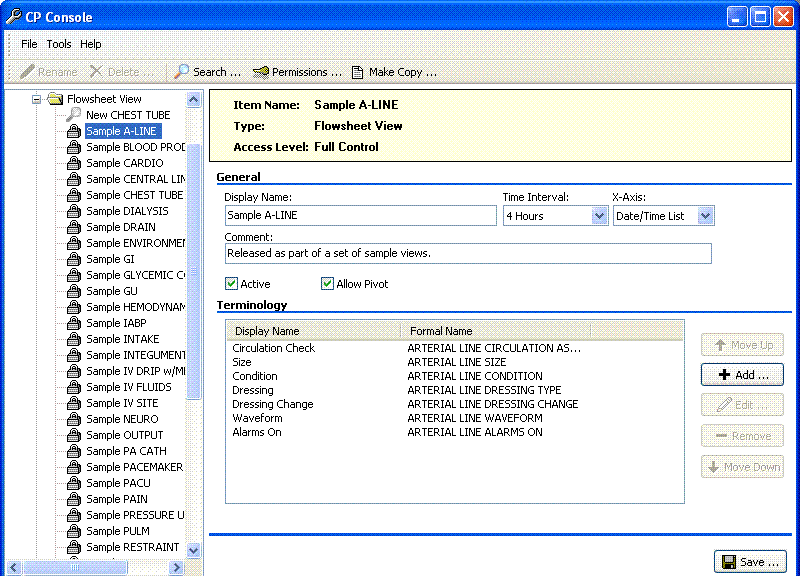 CP Console
File Tools Help
Rename Delete ... Search ... Permissions ... Make Copy ...
Flowsheet View
New CHEST TUBE
Sample A-LINE
Sample BLOOD PROD
Sample CARDIO
Sample CENTRAL LIN
Sample CHEST TUBE
Sample DIALYSIS
Sample DRAIN
Sample ENVIRONMEN
Sample GI
Sample GLYCEMIC CO
Sample GU
Sample HEMODYNAM
Sample IABP
Sample INTAKE
Sample INTEGUMENT
Sample IV DRIP w/MI
Sample IV FLUIDS
Sample IV SITE
Sample NEURO
Sample OUTPUT
Sample PA CATH
Sample PACEMAKER
Sample PACU
Sample PAIN
Sample PRESSURE U
Sample PULM
Sample RESTRAINT
Item Name: Sample A-LINE
Type: Flowsheet View
Access Level: Full Control
General
Display Name: Time Interval: X-Axis:
Sample A-LINE 4 Hours Date/Time List
Comment:
Released as part of a set of sample views.
Active Allow Pivot
Terminology
Display Name Formal Name
Circulation Check ARTERIAL LINE CIRCULATION AS...
Size ARTERIAL LINE SIZE
Condition ARTERIAL LINE CONDITION
Dressing ARTERIAL LINE DRESSING TYPE
Dressing Change ARTERIAL LINE DRESSING CHANGE
Waveform ARTERIAL LINE WAVEFORM
Alarms On ARTERIAL LINE ALARMS ON
Move Up
Add ...
Edit ...
Remove
Move Down
Save ...